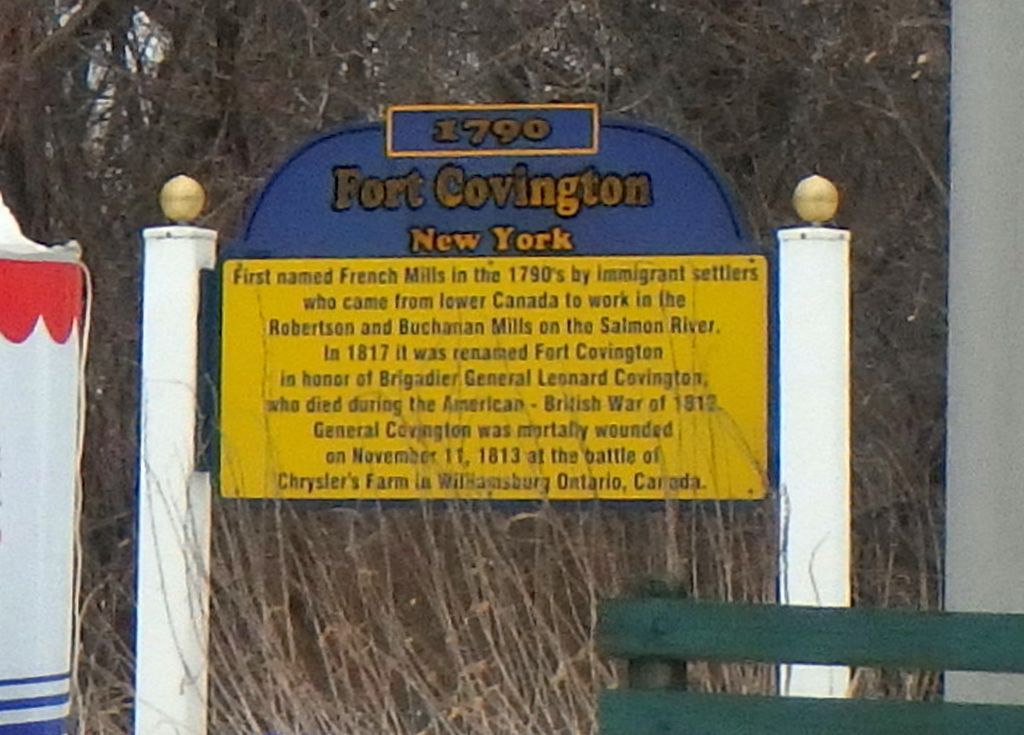 1790
Fort Covington
New York
First named French Mills in the 1790's by immigrant settlers
who came from lower Canada to work in the
Robertson and Buchanan Mills on the Salmon River.
In 1817 it was renamed Fort Covington
in honor of Brigadier General Leonard Covington,
who died during the American - British War of 1812.
General Covington was mortally wounded
on November 11, 1813 at the battle of
Chrysler's Farm in Williamsburg Ontario, Canada.